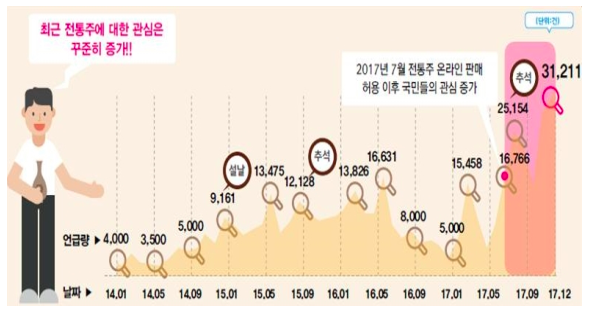 최근 전통주에 대한 관심은
꾸준히 증가!!
(단위:건)
2017년 7월 전통주 온라인 판매
허용 이후 국민들의 관심 증가
추석
31,211
25,154
설날
추석
9,161
13,475
12,128
13,826
16,631
15,458
16,766
언급량 ▶ 4,000 3,500 5,000 8,000 5,000
날짜 ▶ 14.01 14.05 14.09 15.01 15.05 15.09 16.01 16.05 16.09 17.01 17.05 17.09 17.12